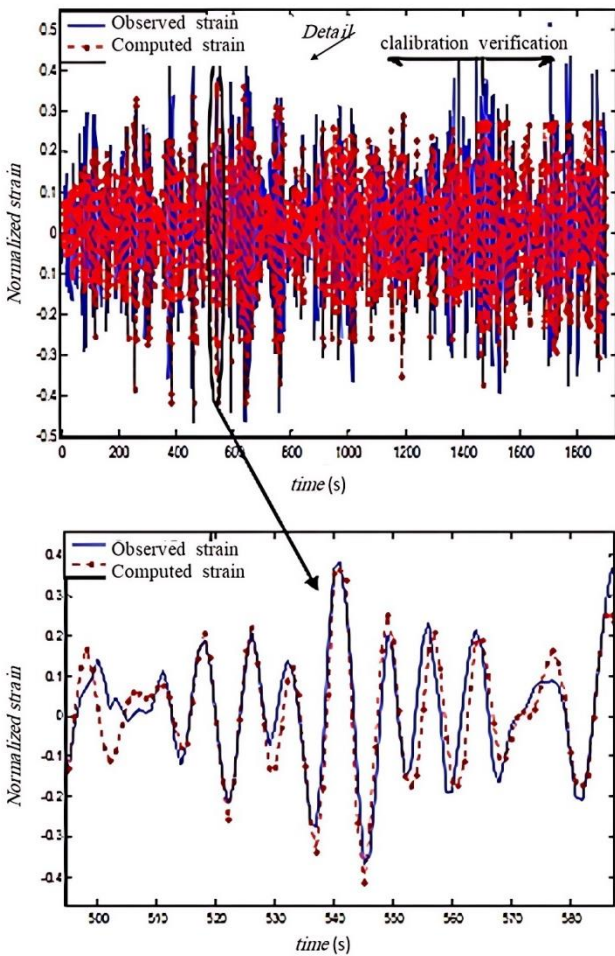 Observed strain
Computed strain
Detail
clalibration verification
Normalized strain
0.5
0.4
0.3
0.2
0.1
0
0.1
-0.2
-0.3
-0.4
-0.5
0 200 400 600 800 1000 1200 1400 1600 1800
time (s)
Observed strain
Computed strain
Normalized strain
0.4
0.3
0.2
0.1
0
-0.1
-0.2
-0.3
-0.4
500 510 520 530 540 550 560 570 580
time (s)